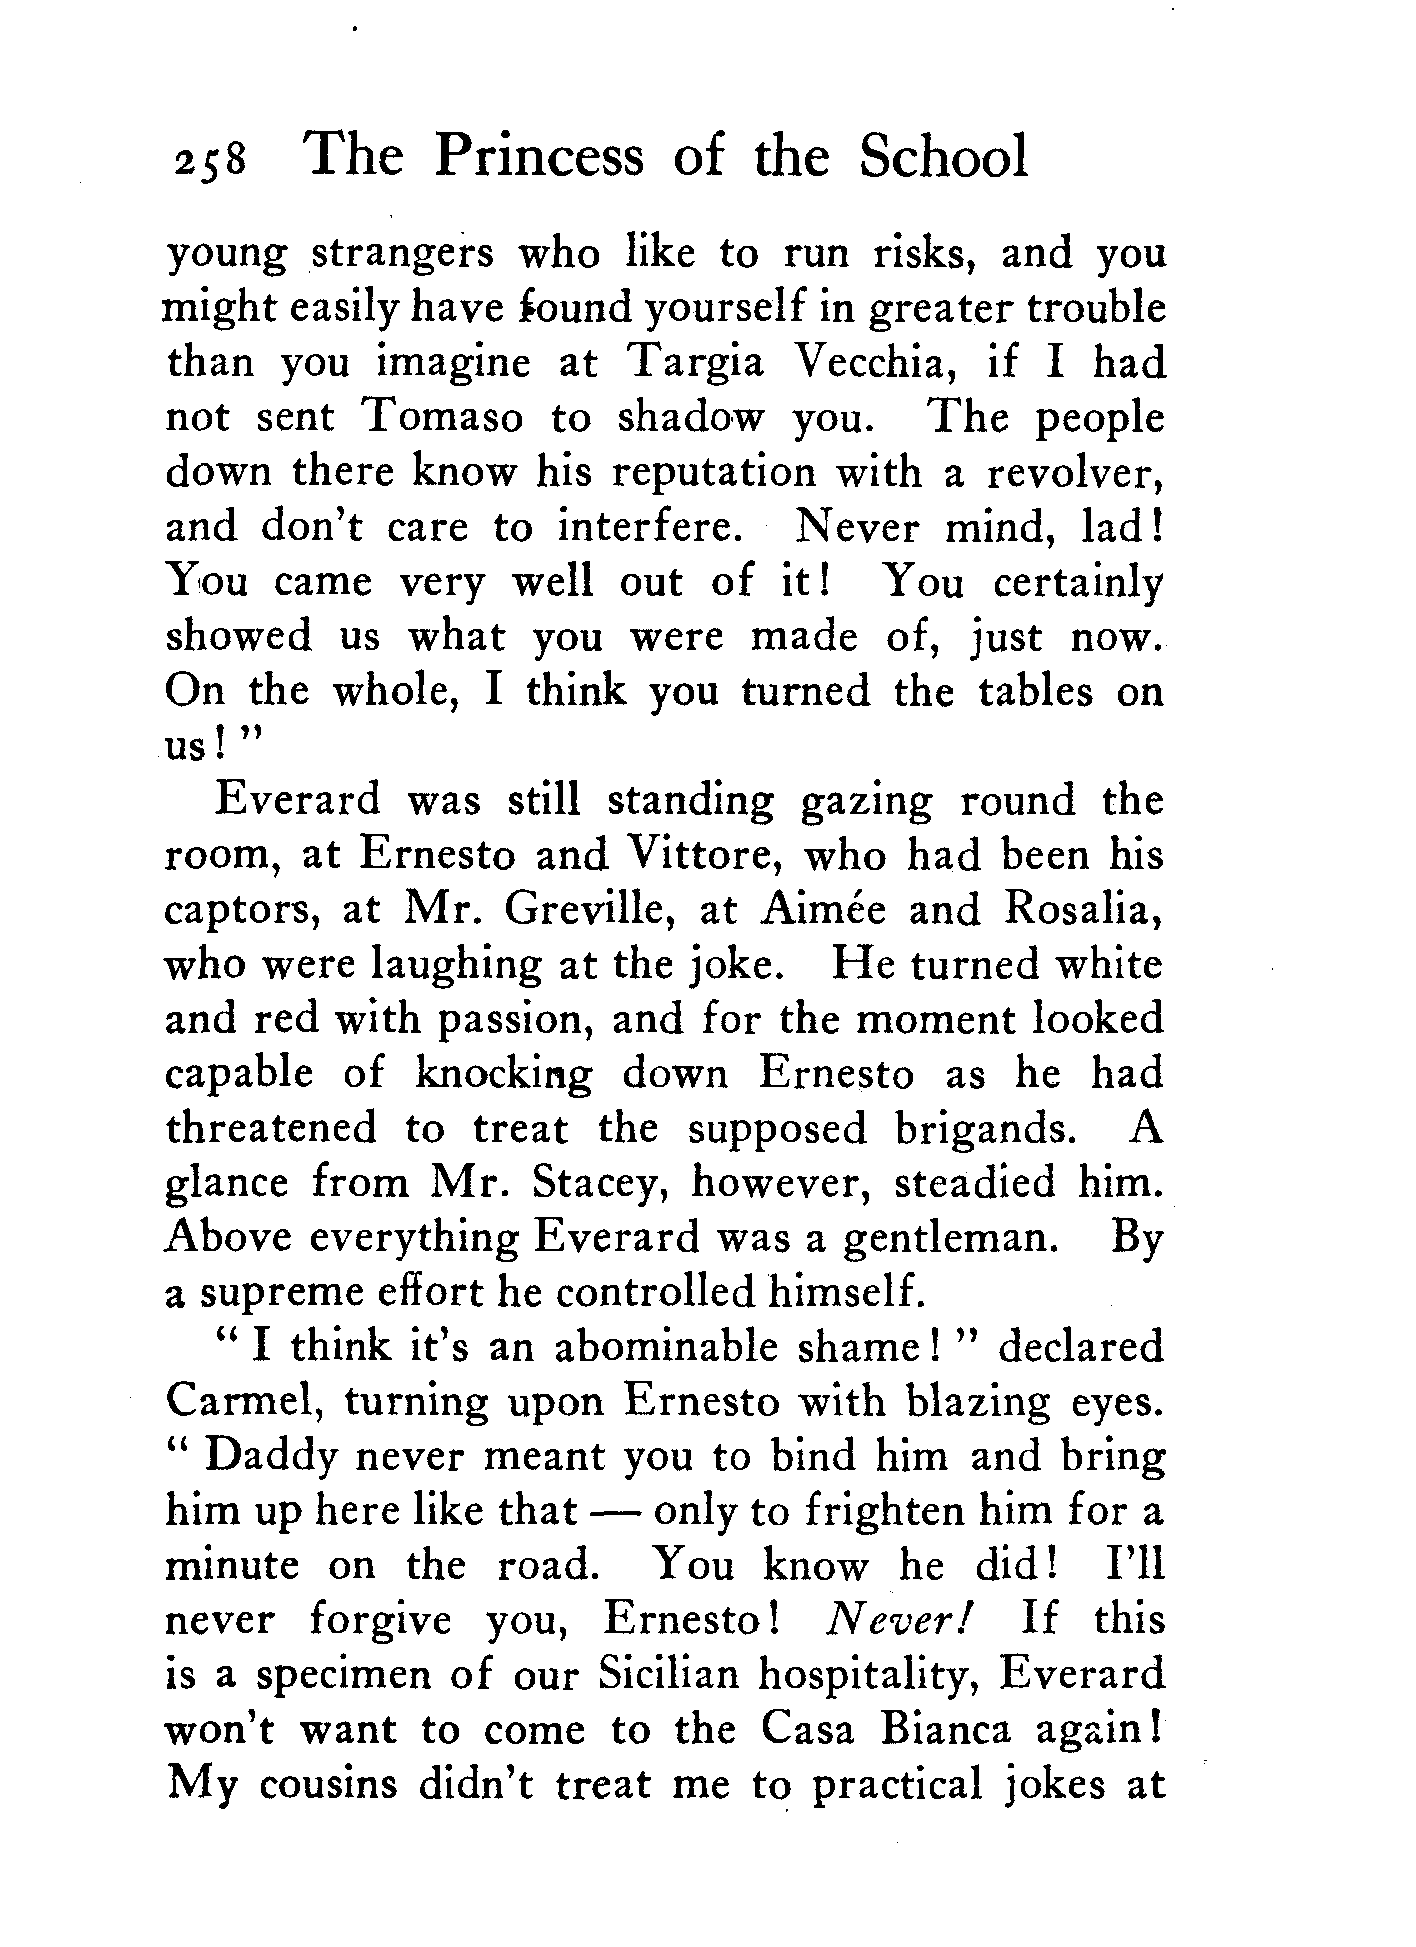 258 The Princess of the School
young strangers who like to run risks, and you
might easily have found yourself in greater trouble
than you imagine at Targia Vecchia, if I had
not sent Tomaso to shadow you. The people
down there know his reputation with a revolver,
and don't care to interfere. Never mind, lad!
You came very well out of it! You certainly
showed us what you were made of, just now.
On the whole, I think you turned the tables on
us!"
Everard was still standing gazing round the
room, at Ernesto and Vittore, who had been his
captors, at Mr. Greville, at Aimée and Rosalia,
who were laughing at the joke. He turned white
and red with passion, and for the moment looked
capable of knocking down Ernesto as he had
threatened to treat the supposed brigands. A
glance from Mr. Stacey, however, steadied him.
Above everything Everard was a gentleman. By
a supreme effort he controlled himself.
"I think it's an abominable shame!" declared
Carmel, turning upon Ernesto with blazing eyes.
"Daddy never meant you to bind him and bring
him up here like that — only to frighten him for a
minute on the road. You know he did! I'll
never forgive you, Ernesto! Never! If this
is a specimen of our Sicilian hospitality, Everard
won't want to come to the Casa Bianca again!
My cousins didn't treat me to practical jokes at